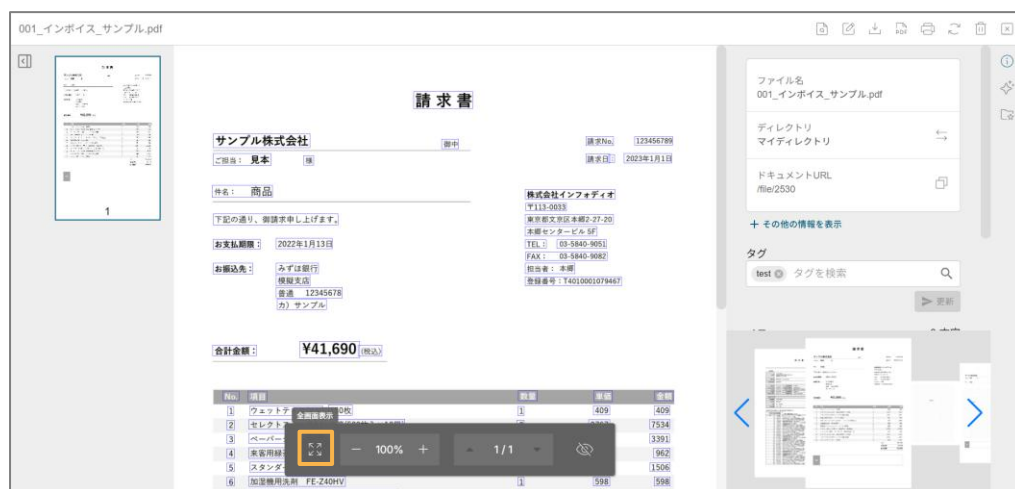 001_インボイス_サンプル.pdf
1
請求書
サンプル株式会社 御中
ご担当： 見本 様
請求No. 123456789
請求日 2023年1月1日
件名： 商品
下記の通り、御請求申し上げます。
お支払期限： 2022年1月13日
お振込先： みずほ銀行
模擬支店
普通 12345678
カ）サンプル
株式会社インフォディオ
〒113-0033
東京都文京区本郷2-27-20
本郷センタービル 5F
TEL： 03-5840-9051
FAX： 03-5840-9082
担当者： 本郷
登録番号：T4010001079467
合計金額： ¥41,690 (税込)
No. 項目 数量 単価 金額
1 ウェットテ 1 409 409
2 セレクト 7534
3 ペーパー 3391
4 来客用緑 962
5 スタンダー 1506
6 加湿機用洗剤 FE-Z40HV 1 598 598
全画面表示
100%
1/1
ファイル名
001_インボイス_サンプル.pdf
ディレクトリ
マイディレクトリ
ドキュメントURL
/file/2530
+ その他の情報を表示
タグ
test タグを検索
更新